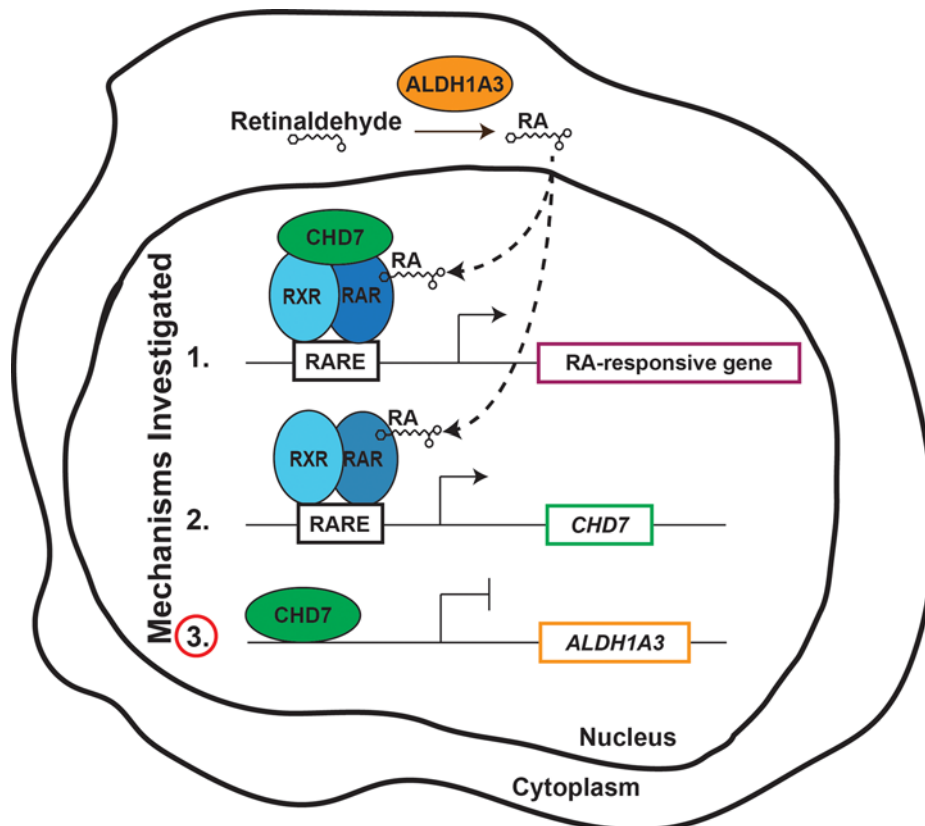 ALDH1A3
Retinaldehyde
RA
Mechanisms Investigated
CHD7
RA
RXR
RAR
1.
RARE
RA-responsive gene
RA
RXR
RAR
2.
RARE
CHD7
CHD7
3.
ALDH1A3
Nucleus
Cytoplasm